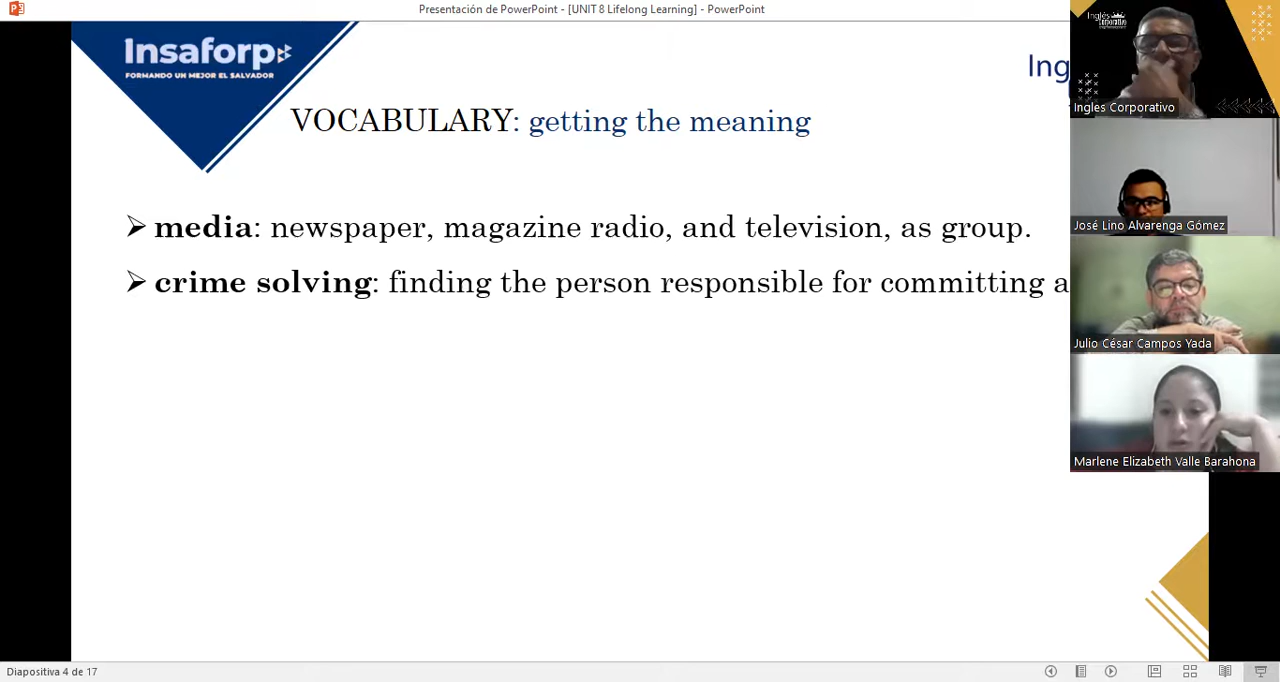 Presentación de PowerPoint - [UNIT 8 Lifelong Learning] - PowerPoint
Insaforp
FORMANDO UN MEJOR EL SALVADOR
Ing
VOCABULARY: getting the meaning
➢ media: newspaper, magazine radio, and television, as group.
➢ crime solving: finding the person responsible for committing a
Inglés
Corporativo
Ingles Corporativo
José Lino Alvarenga Gómez
Julio César Campos Yada
Marlene Elizabeth Valle Barahona
Diapositiva 4 de 17